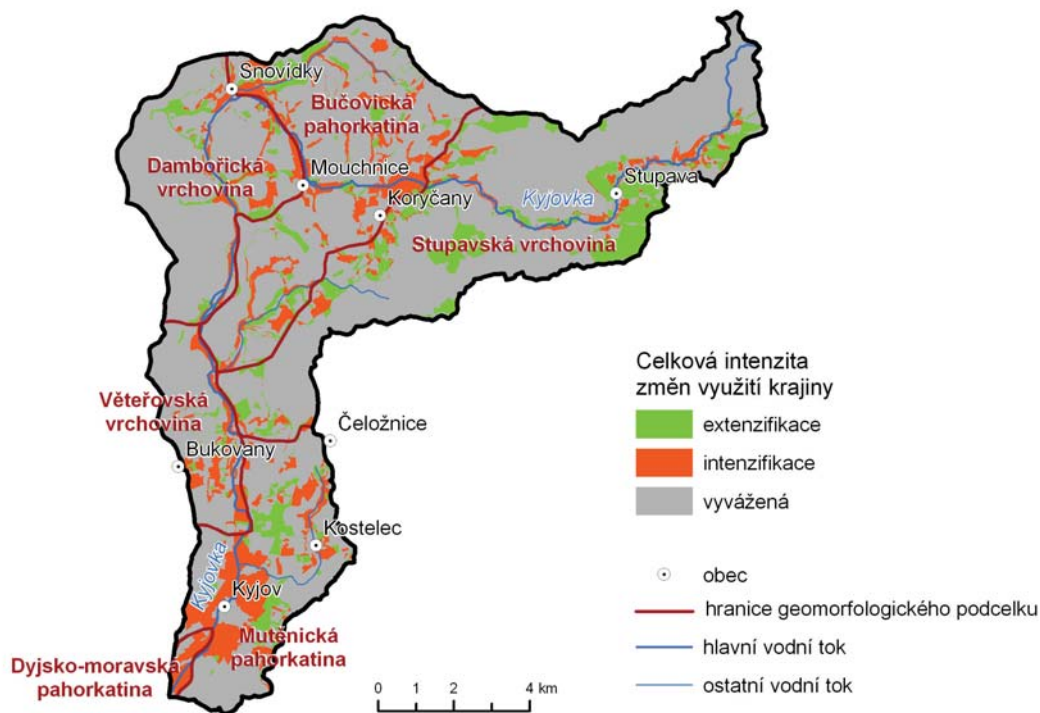 Snovídky
Bučovická
pahorkatina
Dambořická
vrchovina
Mouchnice
Koryčany
Kyjovka
Stupava
Stupavská vrchovina
Věteřovská
vrchovina
Bukovany
Čeložnice
Kostelec
Kyjovka
Kyjov
Mutěnická
pahorkatina
Dyjsko-moravská
pahorkatina
Celková intenzita
změn využití krajiny
extenzifikace
intenzifikace
vyvážená
obec
hranice geomorfologického podcelku
hlavní vodní tok
ostatní vodní tok
0 1 2 4 km